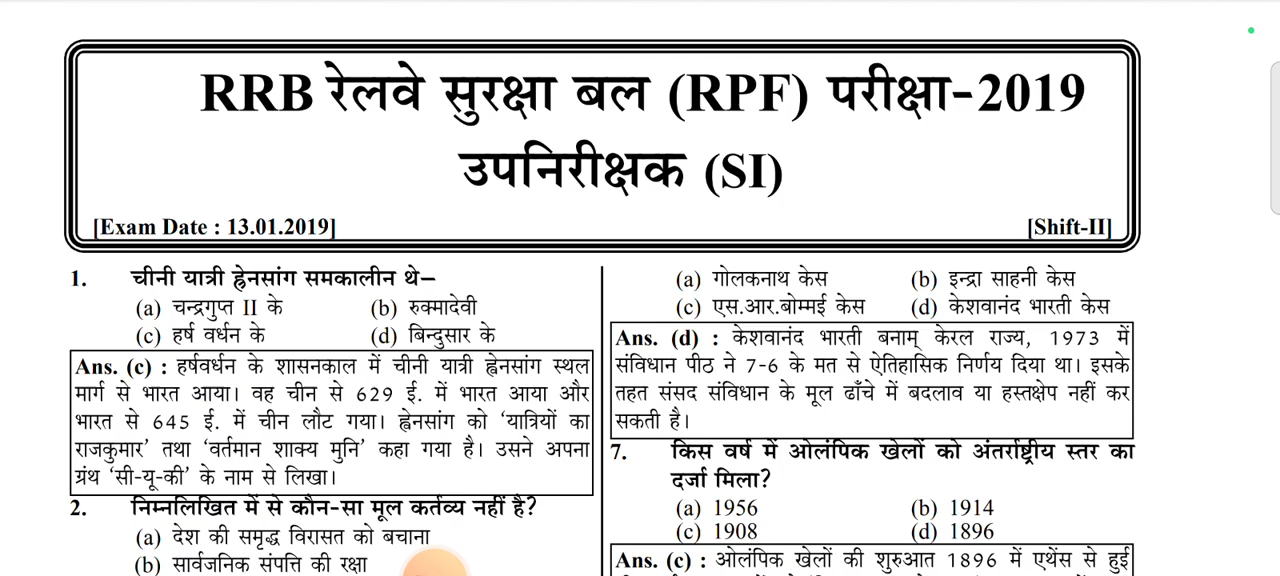 RRB रेलवे सुरक्षा बल (RPF) परीक्षा-2019
उपनिरीक्षक (SI)
[Exam Date : 13.01.2019]
[Shift-II]
1. चीनी यात्री ह्वेनसांग समकालीन थे–
(a) चन्द्रगुप्त II के (b) रुक्मादेवी
(c) हर्ष वर्धन के (d) बिन्दुसार के
Ans. (c) : हर्षवर्धन के शासनकाल में चीनी यात्री ह्वेनसांग स्थल
मार्ग से भारत आया। वह चीन से 629 ई. में भारत आया और
भारत से 645 ई. में चीन लौट गया। ह्वेनसांग को ‘यात्रियों का
राजकुमार’ तथा ‘वर्तमान शाक्य मुनि’ कहा गया है। उसने अपना
ग्रंथ ‘सी-यू-की’ के नाम से लिखा।
2. निम्नलिखित में से कौन-सा मूल कर्तव्य नहीं है?
(a) देश की समृद्ध विरासत को बचाना
(b) सार्वजनिक संपत्ति की रक्षा
(a) गोलकनाथ केस (b) इन्द्रा साहनी केस
(c) एस.आर.बोम्मई केस (d) केशवानंद भारती केस
Ans. (d) : केशवानंद भारती बनाम् केरल राज्य, 1973 में
संविधान पीठ ने 7-6 के मत से ऐतिहासिक निर्णय दिया था। इसके
तहत संसद संविधान के मूल ढाँचे में बदलाव या हस्तक्षेप नहीं कर
सकती है।
7. किस वर्ष में ओलंपिक खेलों को अंतर्राष्ट्रीय स्तर का
दर्जा मिला?
(a) 1956 (b) 1914
(c) 1908 (d) 1896
Ans. (c) : ओलंपिक खेलों की शुरुआत 1896 में एथेंस से हुई